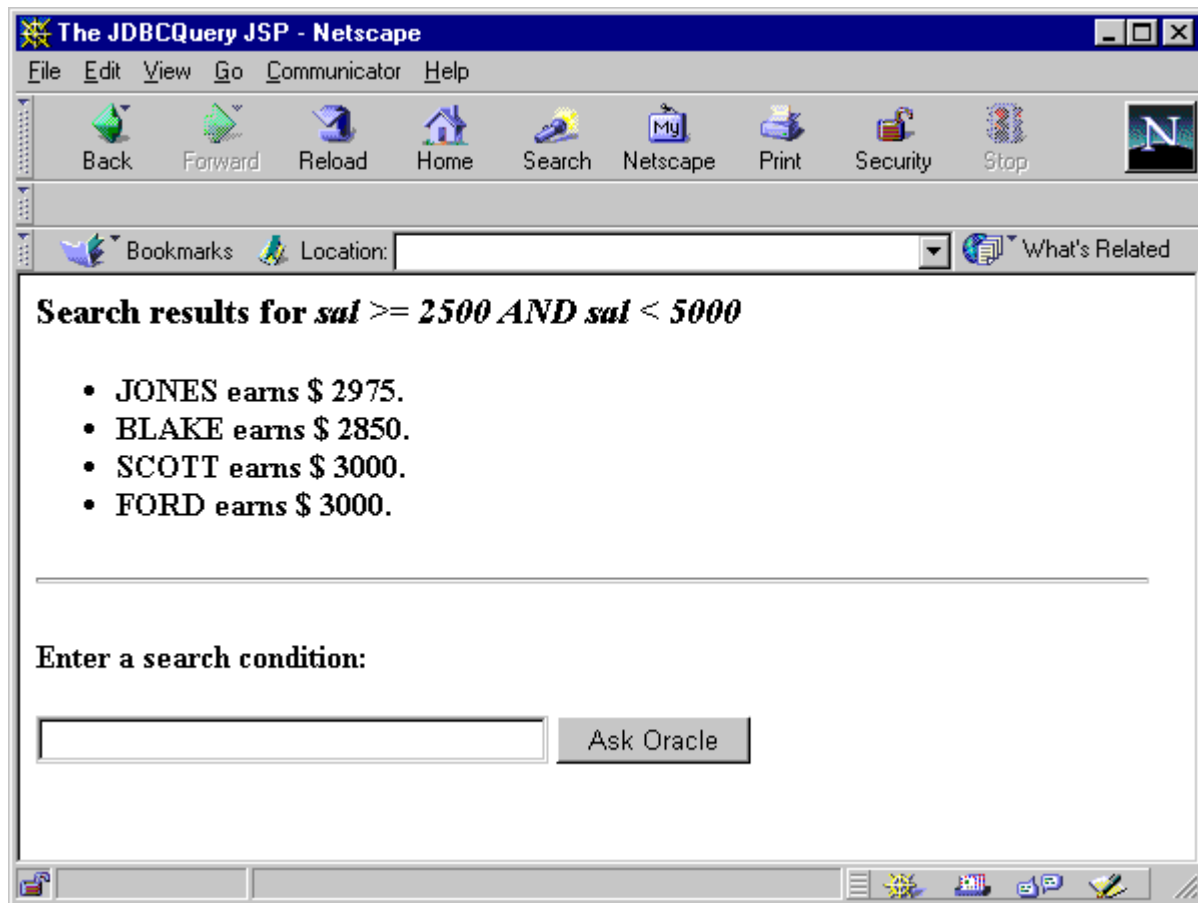 The JDBCQuery JSP - Netscape
File Edit View Go Communicator Help
Back Forward Reload Home Search Netscape Print Security Stop
My
N
Bookmarks Location: What's Related
Search results for sal >= 2500 AND sal < 5000
• JONES earns $ 2975.
• BLAKE earns $ 2850.
• SCOTT earns $ 3000.
• FORD earns $ 3000.
Enter a search condition:
Ask Oracle